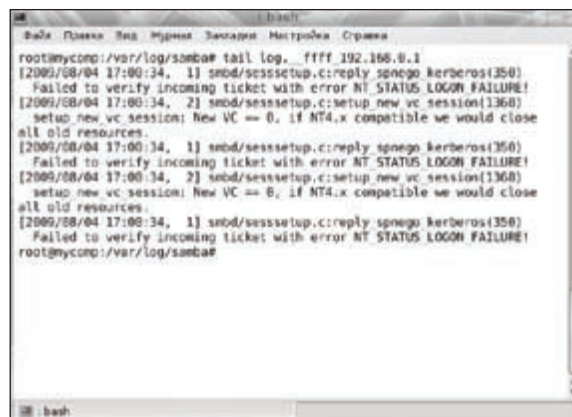 : bash
Файл Правка Вид Журнал Закладки Настройка Справка
root@mycomp:/var/log/samba# tail log.__ffff_192.168.0.1
[2009/08/04 17:08:34, 1] smbd/sesssetup.c:reply_spnego_kerberos(350)
Failed to verify incoming ticket with error NT_STATUS_LOGON_FAILURE!
[2009/08/04 17:08:34, 2] smbd/sesssetup.c:setup_new_vc_session(1368)
setup_new_vc_session: New VC == 0, if NT4.x compatible we would close
all old resources.
[2009/08/04 17:08:34, 1] smbd/sesssetup.c:reply_spnego_kerberos(350)
Failed to verify incoming ticket with error NT_STATUS_LOGON_FAILURE!
[2009/08/04 17:08:34, 2] smbd/sesssetup.c:setup_new_vc_session(1368)
setup_new_vc_session: New VC == 0, if NT4.x compatible we would close
all old resources.
[2009/08/04 17:08:34, 1] smbd/sesssetup.c:reply_spnego_kerberos(350)
Failed to verify incoming ticket with error NT_STATUS_LOGON_FAILURE!
root@mycomp:/var/log/samba#
: bash